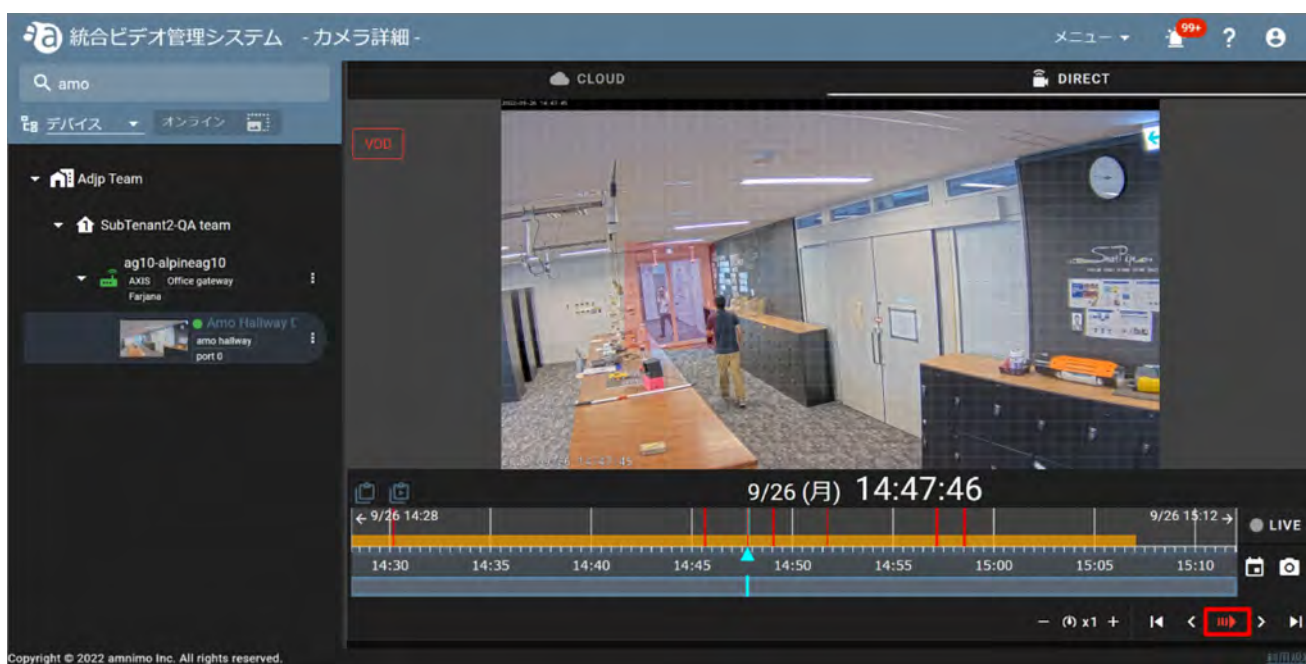 統合ビデオ管理システム - カメラ詳細 -
メニュー
99+
?
amo
デバイス
オンライン
CLOUD
DIRECT
VOD
Adjp Team
SubTenant2-QA team
ag10-alpineag10
AXIS Office gateway
Farjana
Amo Hallway
amo hallway
port 0
9/26 (月) 14:47:46
← 9/26 14:28
9/26 15:12 →
LIVE
14:30 14:35 14:40 14:45 14:50 14:55 15:00 15:05 15:10
− x1 +
Copyright © 2022 amnimo Inc. All rights reserved.